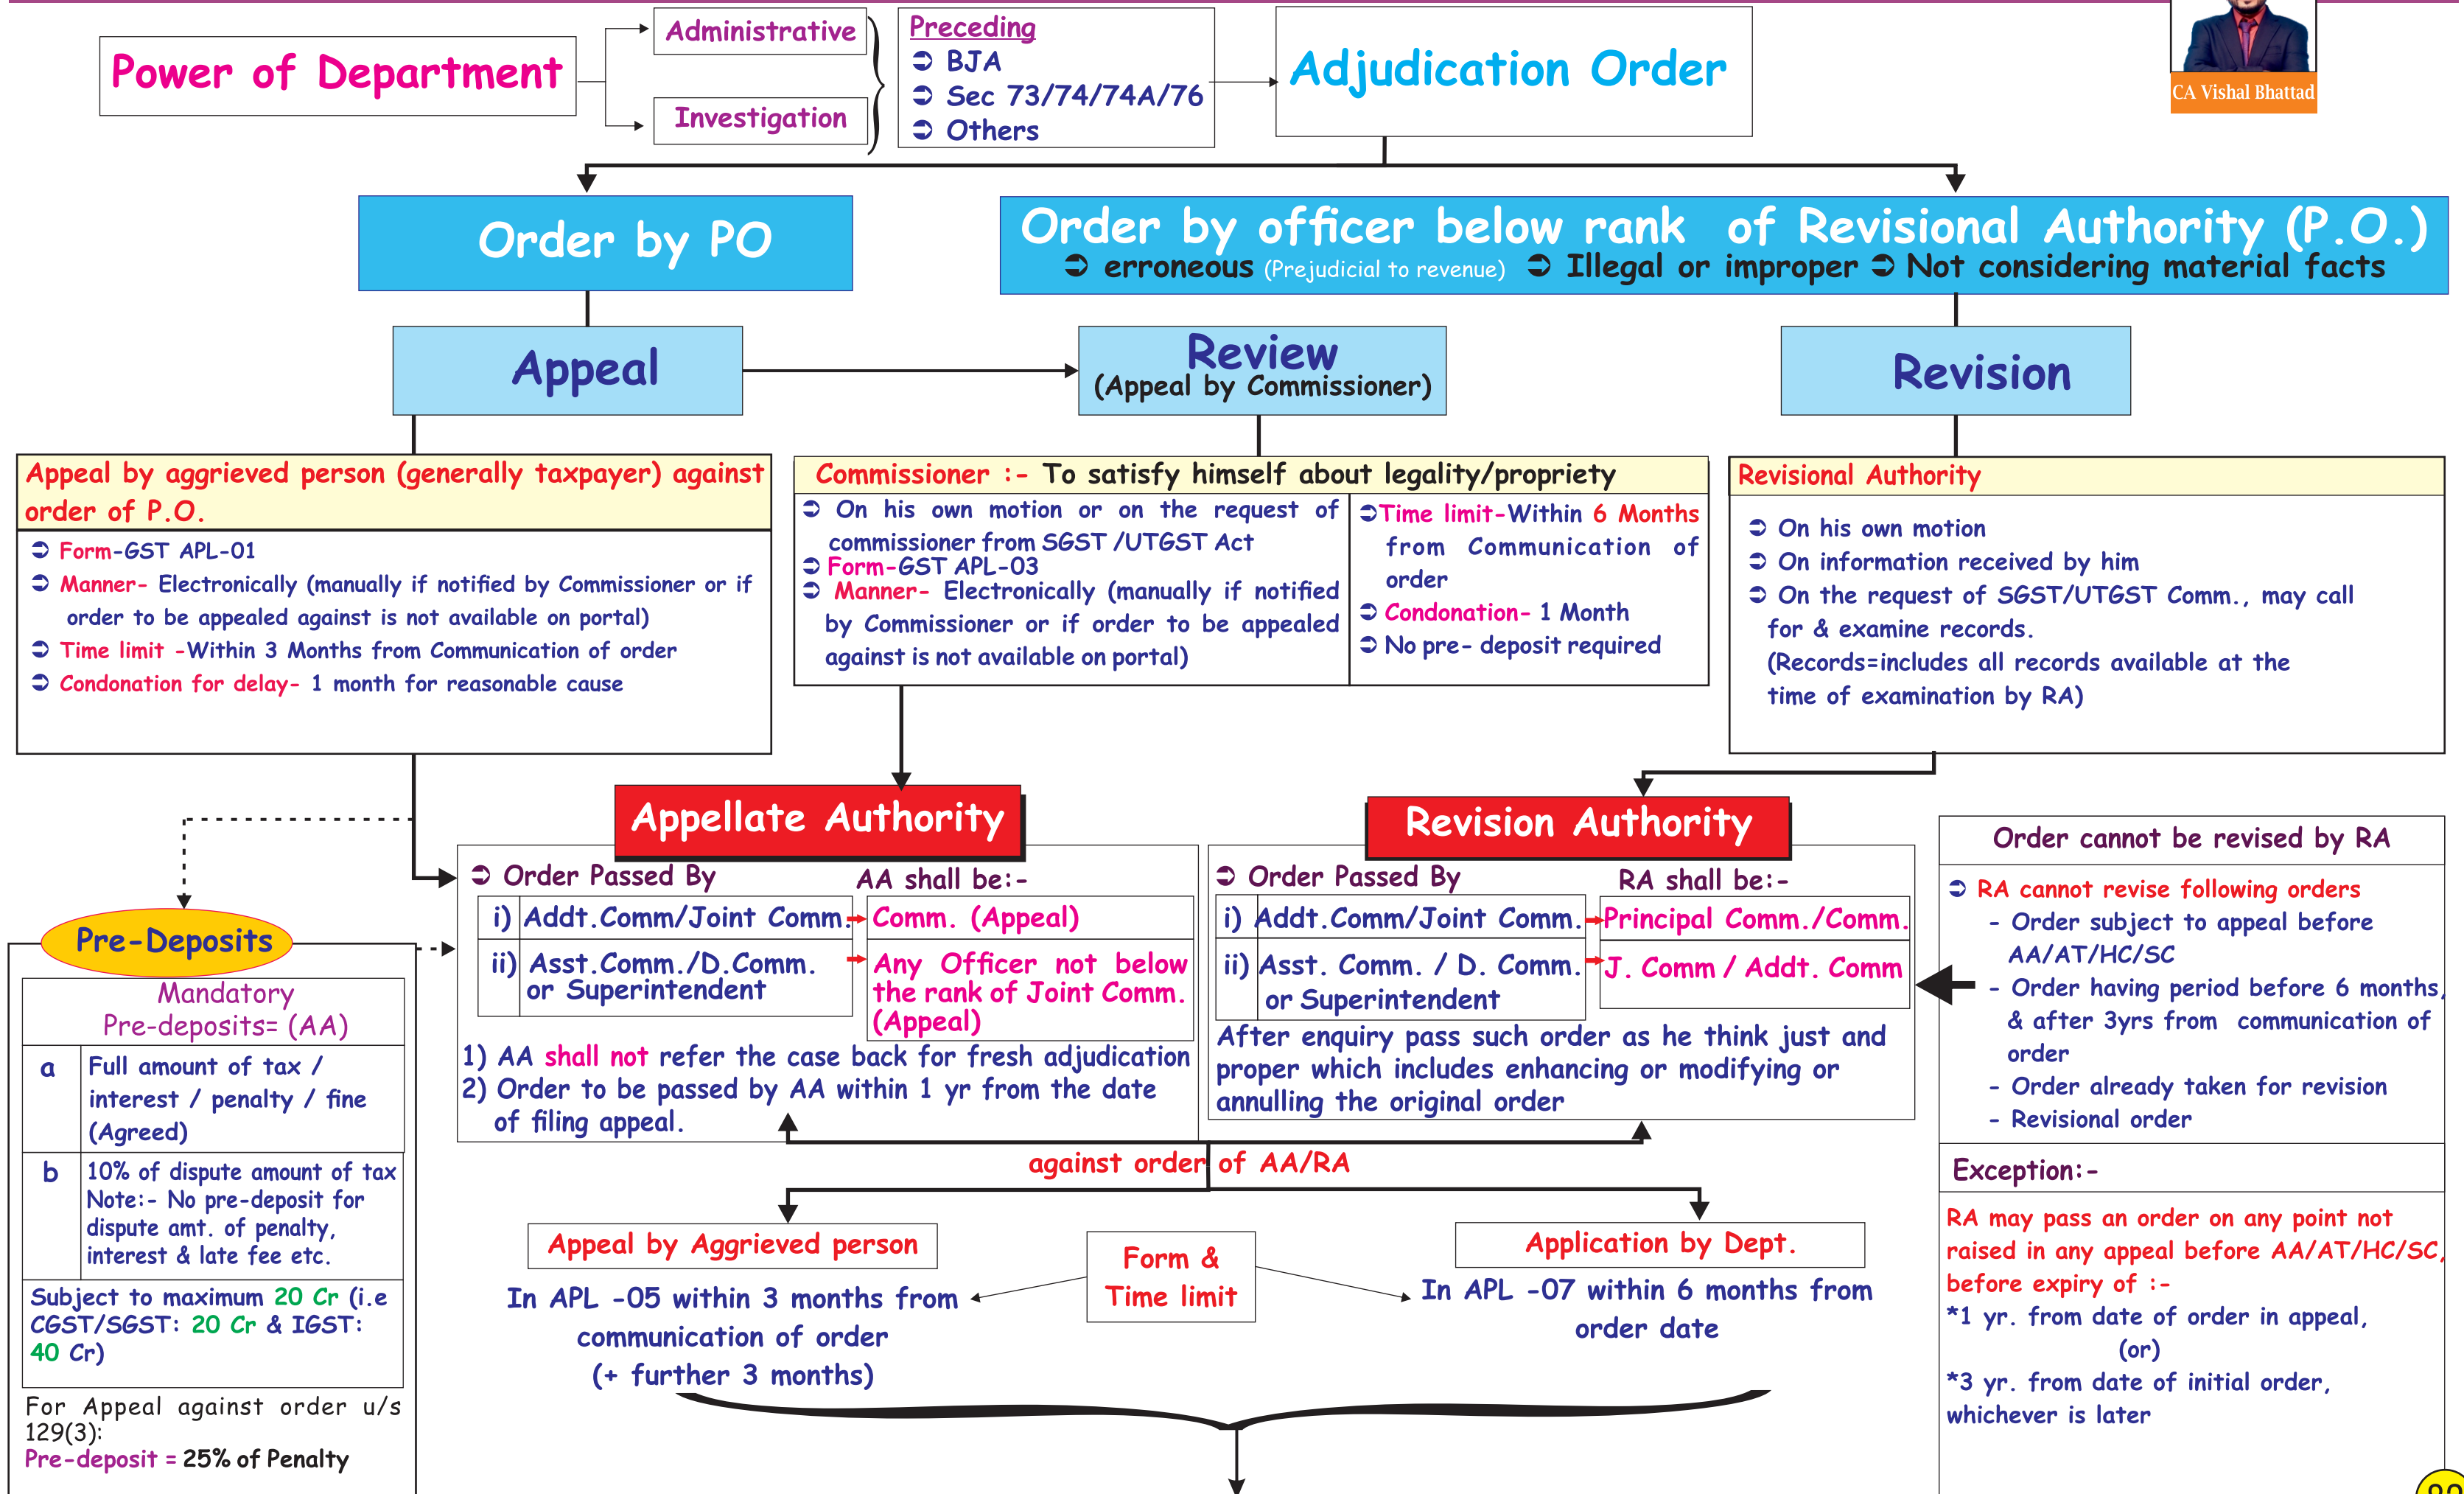 Power of Department
Administrative
Investigation
Preceding
➲ BJA
➲ Sec 73/74/74A/76
➲ Others
Adjudication Order
CA Vishal Bhattad
Order by PO
Order by officer below rank of Revisional Authority (P.O.)
➲ erroneous (Prejudicial to revenue) ➲ Illegal or improper ➲ Not considering material facts
Appeal
Review
(Appeal by Commissioner)
Revision
Appeal by aggrieved person (generally taxpayer) against
order of P.O.
➲ Form-GST APL-01
➲ Manner- Electronically (manually if notified by Commissioner or if
order to be appealed against is not available on portal)
➲ Time limit -Within 3 Months from Communication of order
➲ Condonation for delay- 1 month for reasonable cause
Commissioner :- To satisfy himself about legality/propriety
➲ On his own motion or on the request of
commissioner from SGST /UTGST Act
➲ Form-GST APL-03
➲ Manner- Electronically (manually if notified
by Commissioner or if order to be appealed
against is not available on portal)
➲Time limit-Within 6 Months
from Communication of
order
➲ Condonation- 1 Month
➲ No pre- deposit required
Revisional Authority
➲ On his own motion
➲ On information received by him
➲ On the request of SGST/UTGST Comm., may call
for & examine records.
(Records=includes all records available at the
time of examination by RA)
Appellate Authority
➲ Order Passed By AA shall be:-
i) Addt.Comm/Joint Comm. Comm. (Appeal)
ii) Asst.Comm./D.Comm.
or Superintendent
Any Officer not below
the rank of Joint Comm.
(Appeal)
1) AA shall not refer the case back for fresh adjudication
2) Order to be passed by AA within 1 yr from the date
of filing appeal.
Revision Authority
➲ Order Passed By RA shall be:-
i) Addt.Comm/Joint Comm. Principal Comm./Comm.
ii) Asst. Comm. / D. Comm.
or Superintendent
J. Comm / Addt. Comm
After enquiry pass such order as he think just and
proper which includes enhancing or modifying or
annulling the original order
Order cannot be revised by RA
➲ RA cannot revise following orders
- Order subject to appeal before
AA/AT/HC/SC
- Order having period before 6 months,
& after 3yrs from communication of
order
- Order already taken for revision
- Revisional order
Exception:-
RA may pass an order on any point not
raised in any appeal before AA/AT/HC/SC,
before expiry of :-
*1 yr. from date of order in appeal,
(or)
*3 yr. from date of initial order,
whichever is later
Pre-Deposits
Mandatory
Pre-deposits= (AA)
a Full amount of tax /
interest / penalty / fine
(Agreed)
b 10% of dispute amount of tax
Note:- No pre-deposit for
dispute amt. of penalty,
interest & late fee etc.
Subject to maximum 20 Cr (i.e
CGST/SGST: 20 Cr & IGST:
40 Cr)
For Appeal against order u/s
129(3):
Pre-deposit = 25% of Penalty
against order of AA/RA
Appeal by Aggrieved person
In APL -05 within 3 months from
communication of order
(+ further 3 months)
Form &
Time limit
Application by Dept.
In APL -07 within 6 months from
order date